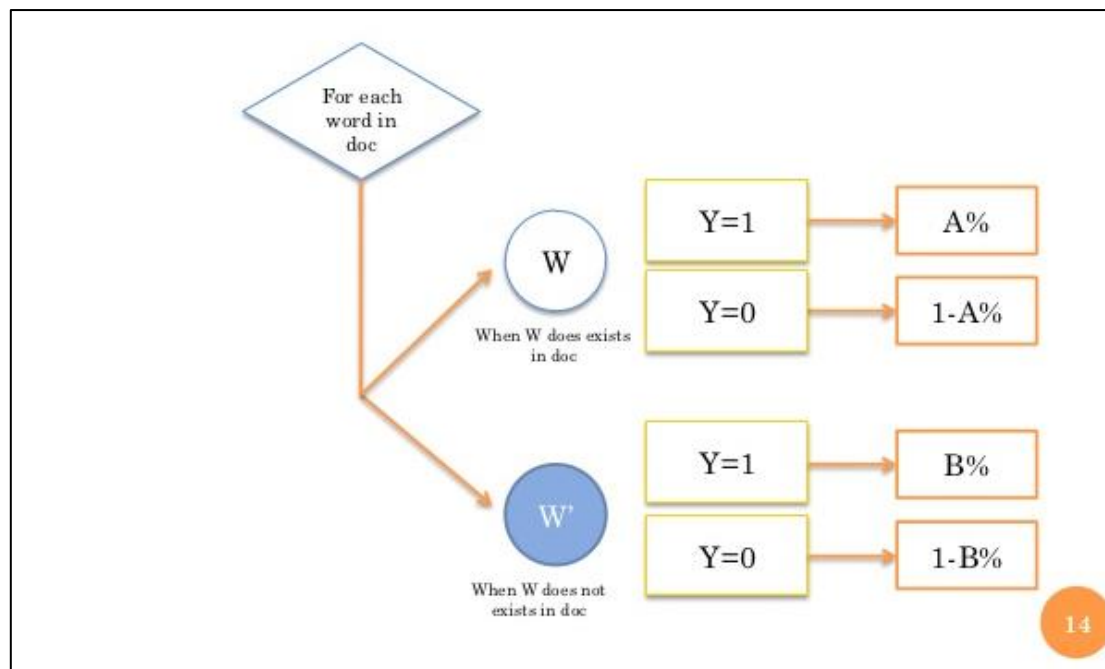 For each
word in
doc
W
When W does exists
in doc
Y=1
A%
Y=0
1-A%
W’
When W does not
exists in doc
Y=1
B%
Y=0
1-B%
14